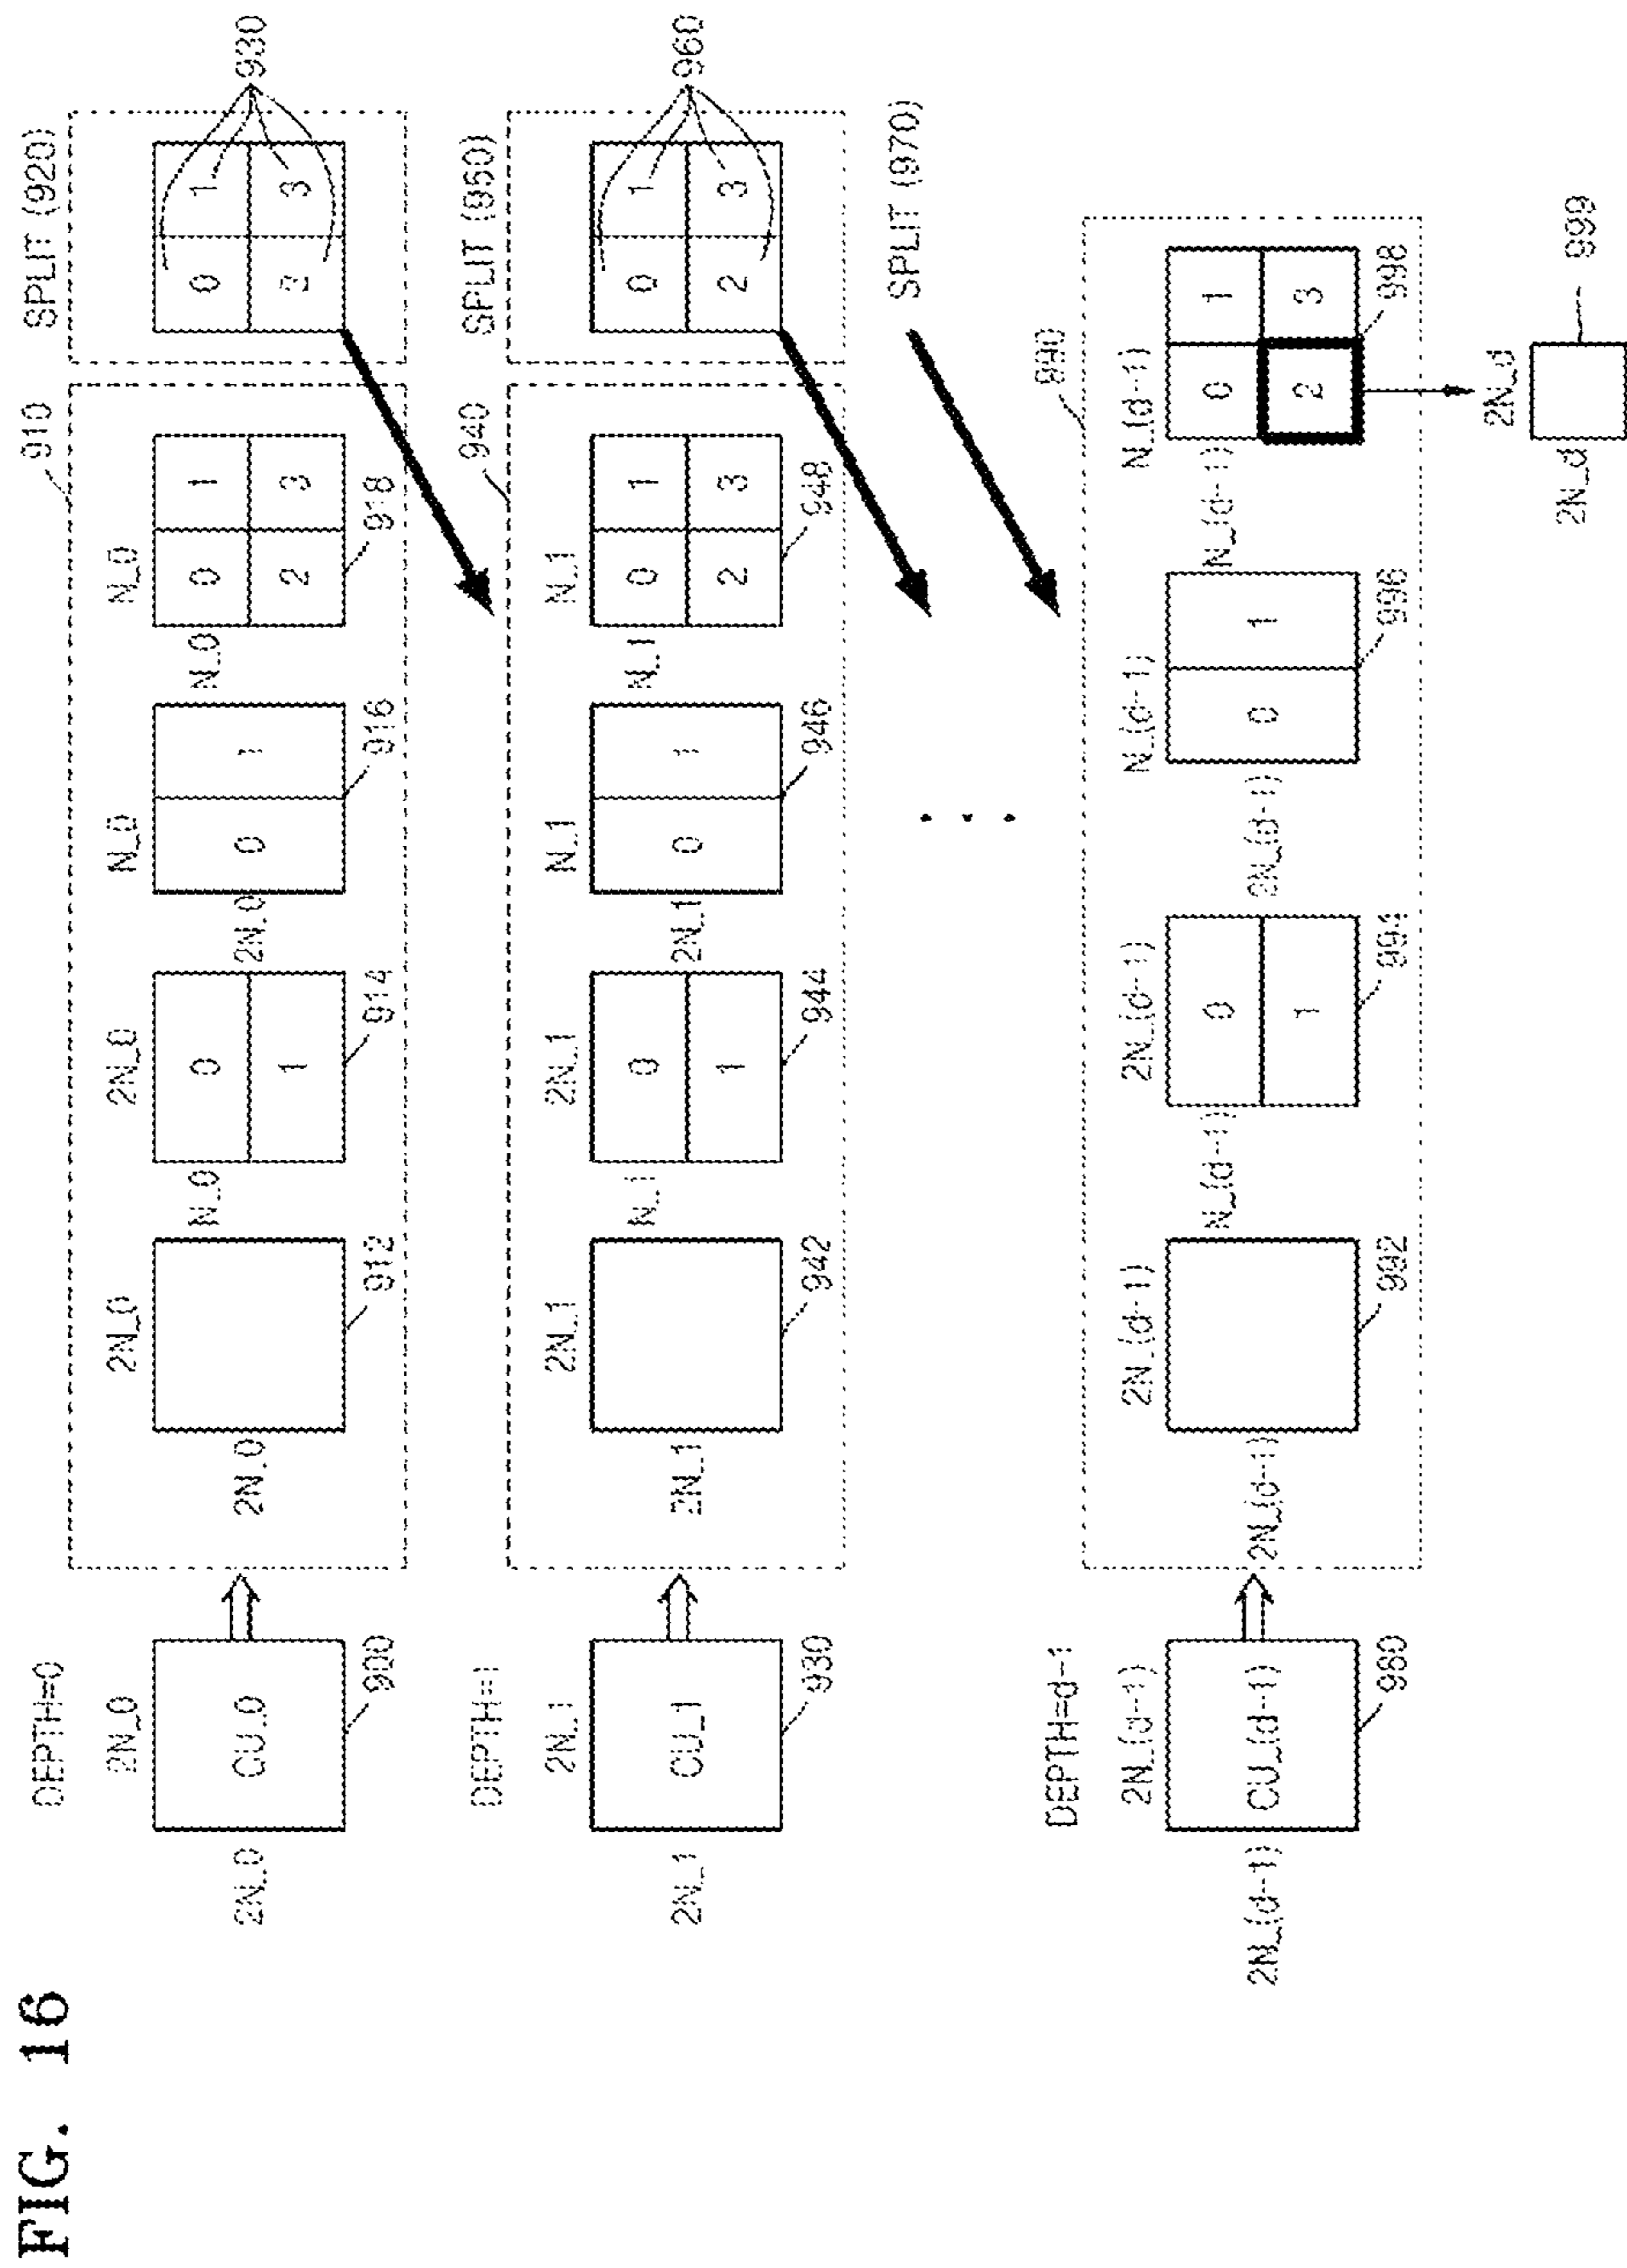 FIG. 16
DEPTH=0
2N_0
2N_0
CU_0
900
910
2N_0
2N_0
912
2N_0
N_0
0
1
914
N_0
2N_0
0
1
916
N_0
N_0
0
1
2
3
918
SPLIT (920)
0
1
2
3
930
DEPTH=1
2N_1
2N_1
CU_1
930
940
2N_1
2N_1
942
2N_1
N_1
0
1
944
N_1
2N_1
0
1
946
N_1
N_1
0
1
2
3
948
SPLIT (950)
0
1
2
3
960
SPLIT (970)
DEPTH=d-1
2N_(d-1)
2N_(d-1)
CU_(d-1)
980
990
2N_(d-1)
2N_(d-1)
992
2N_(d-1)
N_(d-1)
0
1
994
N_(d-1)
2N_(d-1)
0
1
996
N_(d-1)
N_(d-1)
0
1
2
3
998
2N_d
2N_d
999